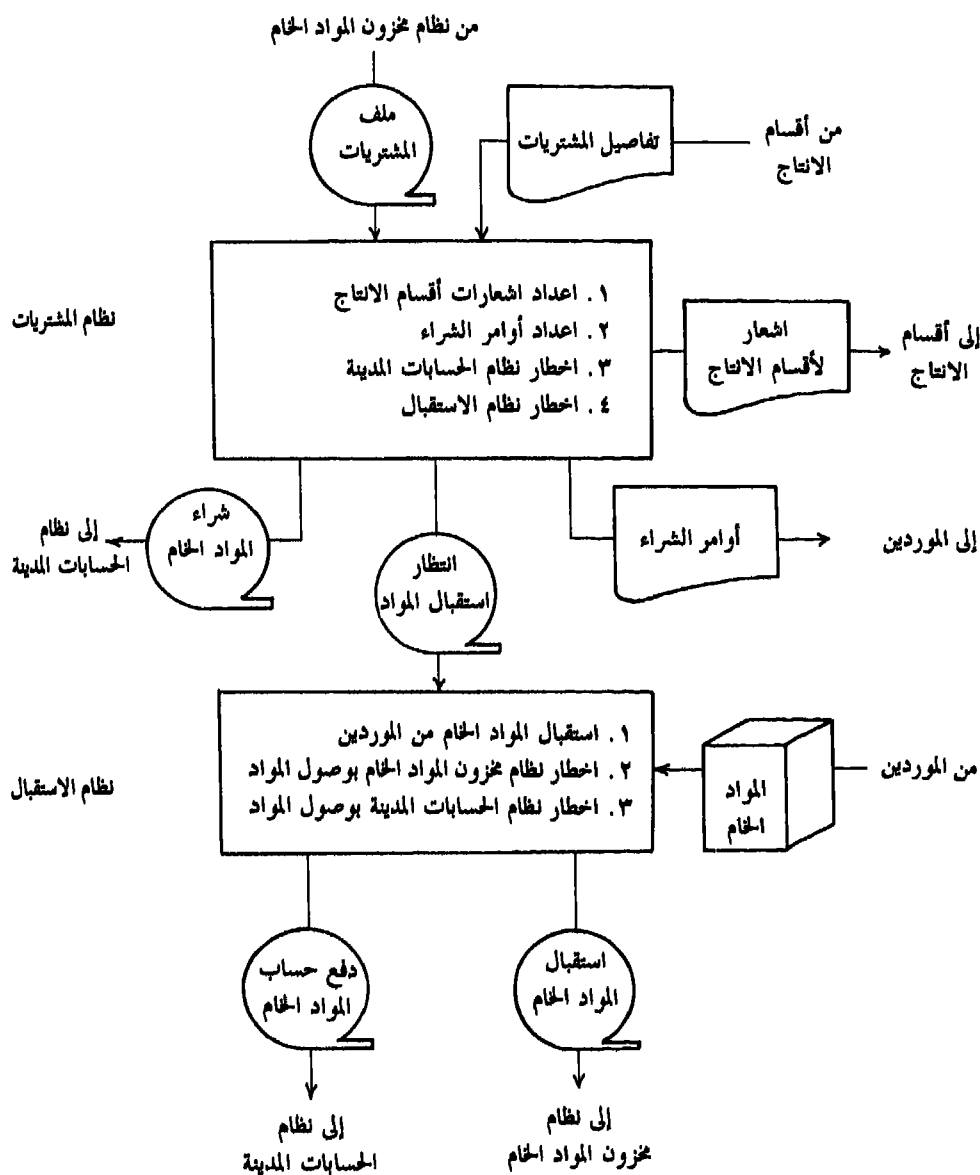 من نظام مخزون المواد الخام
ملف
المشتريات
تفاصيل المشتريات
من أقسام
الانتاج
نظام المشتريات
١ . اعداد اشعارات أقسام الانتاج
٢ . اعداد أوامر الشراء
٣ . اخطار نظام الحسابات المدينة
٤ . اخطار نظام الاستقبال
اشعار
لأقسام الانتاج
إلى أقسام
الانتاج
شراء
المواد الخام
إلى نظام
الحسابات المدينة
انتظار
استقبال المواد
أوامر الشراء
إلى الموردين
نظام الاستقبال
١ . استقبال المواد الخام من الموردين
٢ . اخطار نظام مخزون المواد الخام بوصول المواد
٣ . اخطار نظام الحسابات المدينة بوصول المواد
المواد
الخام
من الموردين
دفع حساب
المواد الخام
استقبال
المواد الخام
إلى نظام
الحسابات المدينة
إلى نظام
مخزون المواد الخام